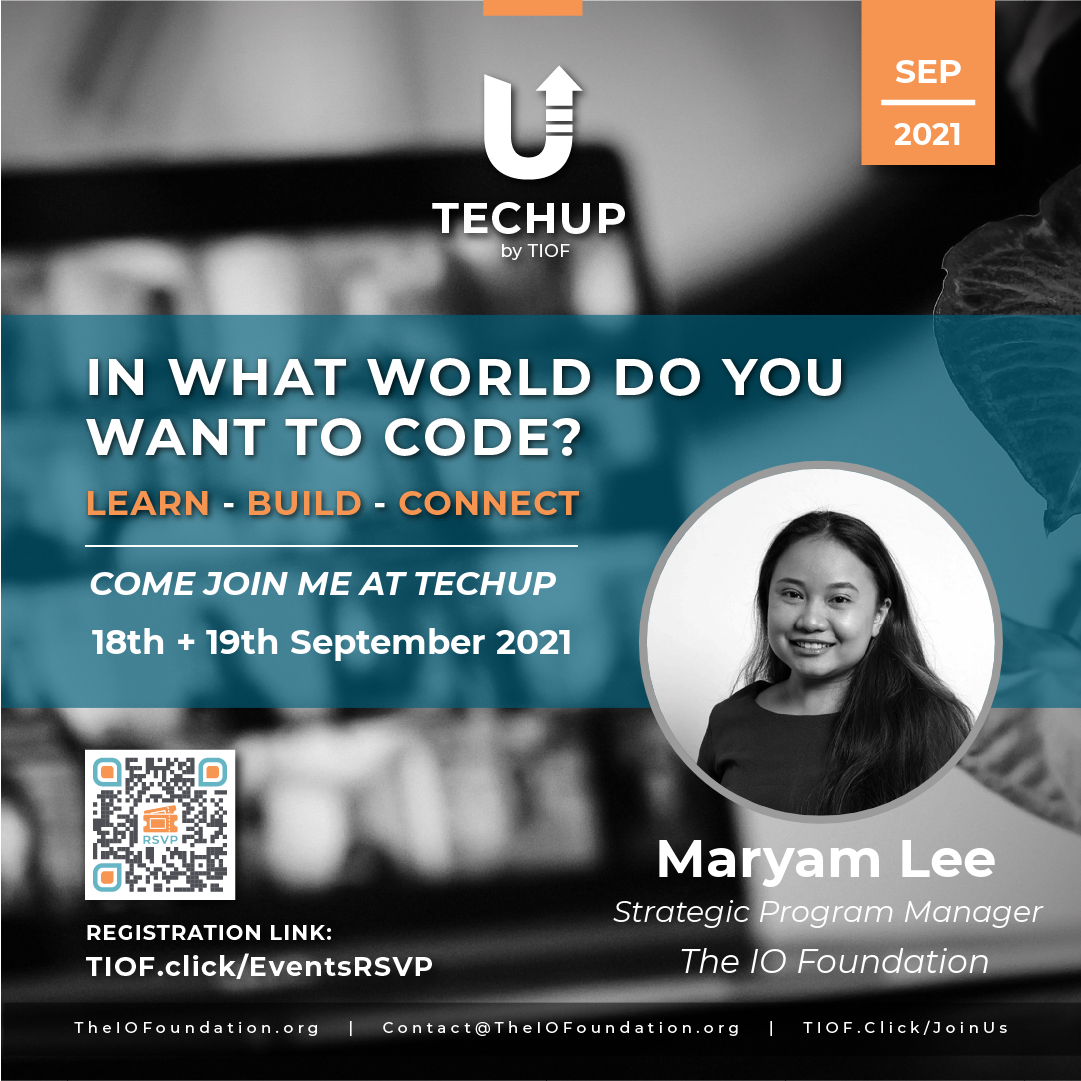 SEP
2021
TECHUP
by TIOF
IN WHAT WORLD DO YOU
WANT TO CODE?
LEARN - BUILD - CONNECT
COME JOIN ME AT TECHUP
18th + 19th September 2021
RSVP
REGISTRATION LINK:
TIOF.click/EventsRSVP
Maryam Lee
Strategic Program Manager
The IO Foundation
TheIOFoundation.org | Contact@TheIOFoundation.org | TIOF.Click/JoinUs